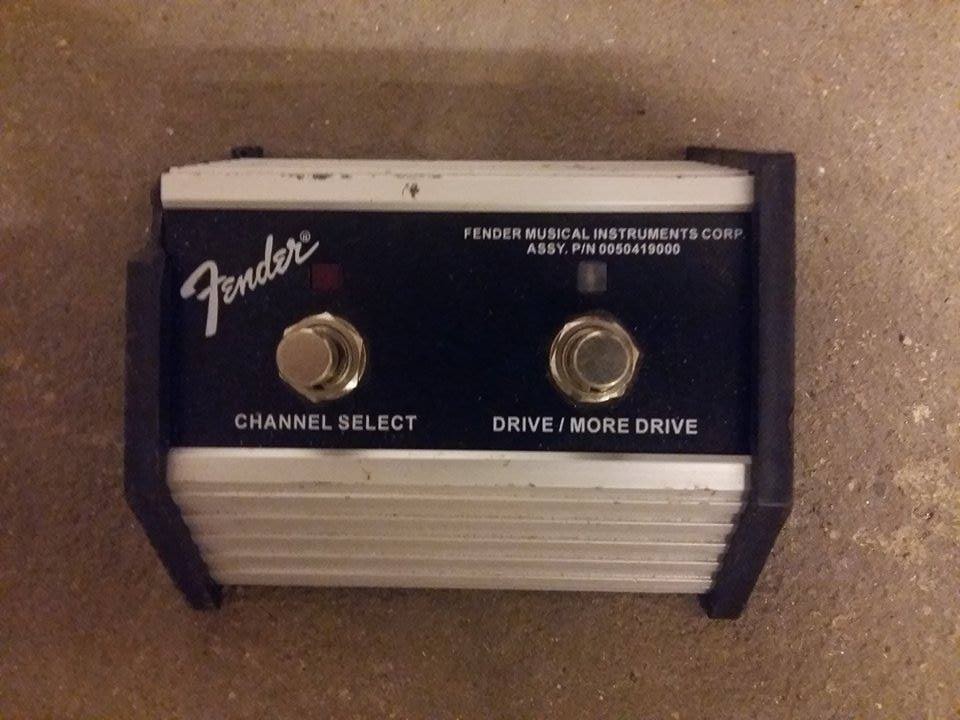 Fender®
FENDER MUSICAL INSTRUMENTS CORP.
ASSY. P/N 0050419000
CHANNEL SELECT
DRIVE / MORE DRIVE